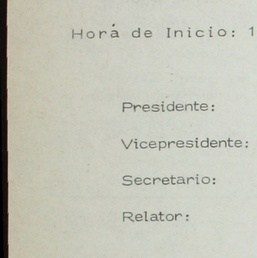 Horá de Inicio: 1
Presidente:
Vicepresidente:
Secretario:
Relator: